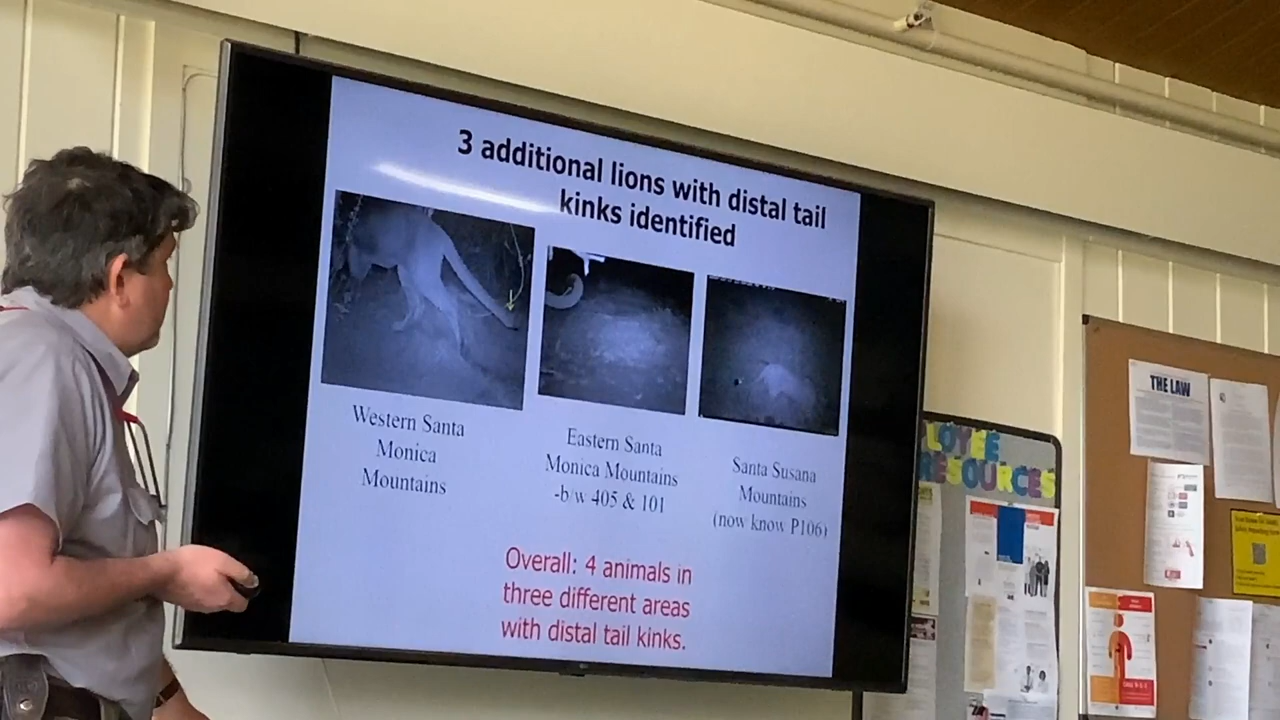 3 additional lions with distal tail
kinks identified
Western Santa
Monica
Mountains
Eastern Santa
Monica Mountains
-b/w 405 & 101
Santa Susana
Mountains
(now know P106)
Overall: 4 animals in
three different areas
with distal tail kinks.
LOYEE
RESOURCES
THE LAW